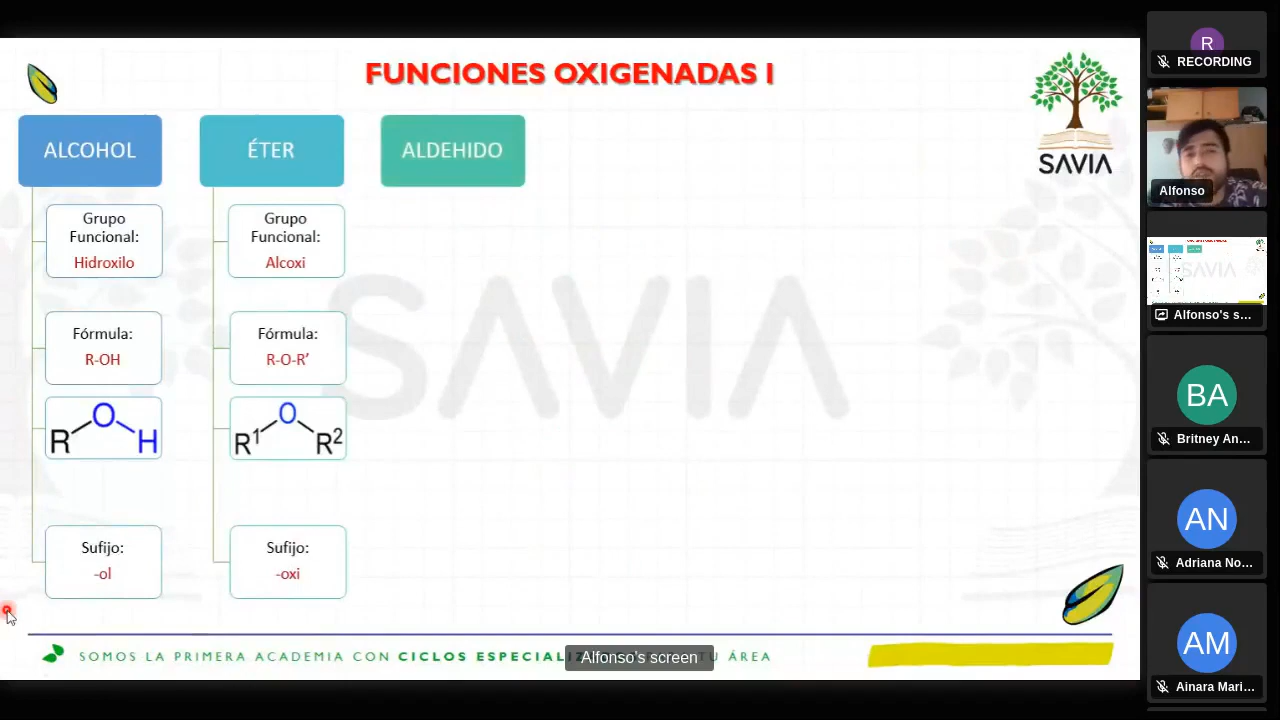 FUNCIONES OXIGENADAS I
SAVIA
ALCOHOL
ÉTER
ALDEHIDO
Grupo
Funcional:
Hidroxilo
Grupo
Funcional:
Alcoxi
Fórmula:
R-OH
Fórmula:
R-O-R’
R O H
R1 O R2
Sufijo:
-ol
Sufijo:
-oxi
SAVIA
SOMOS LA PRIMERA ACADEMIA CON CICLOS TU ÁREA
Alfonso's screen
R
RECORDING
Alfonso
Alfonso's s...
BA
Britney An...
AN
Adriana No...
AM
Ainara Mari...